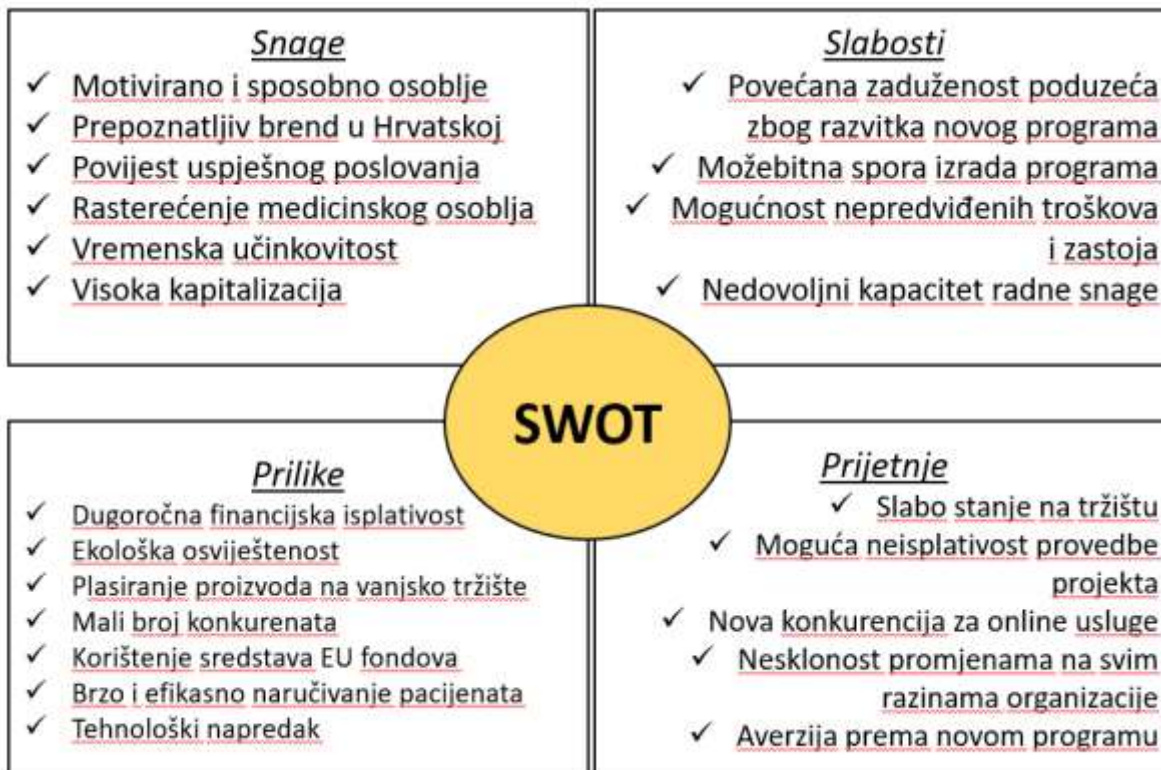 Snage
✓ Motivirano i sposobno osoblje
✓ Prepoznatljiv brend u Hrvatskoj
✓ Povijest uspješnog poslovanja
✓ Rasterećenje medicinskog osoblja
✓ Vremenska učinkovitost
✓ Visoka kapitalizacija
Slabosti
✓ Povećana zaduženost poduzeća
zbog razvitka novog programa
✓ Možebitna spora izrada programa
✓ Mogućnost nepredviđenih troškova
i zastoja
✓ Nedovoljni kapacitet radne snage
SWOT
Prilike
✓ Dugoročna financijska isplativost
✓ Ekološka osviještenost
✓ Plasiranje proizvoda na vanjsko tržište
✓ Mali broj konkurenata
✓ Korištenje sredstava EU fondova
✓ Brzo i efikasno naručivanje pacijenata
✓ Tehnološki napredak
Prijetnje
✓ Slabo stanje na tržištu
✓ Moguća neisplativost provedbe
projekta
✓ Nova konkurencija za online usluge
✓ Nesklonost promjenama na svim
razinama organizacije
✓ Averzija prema novom programu